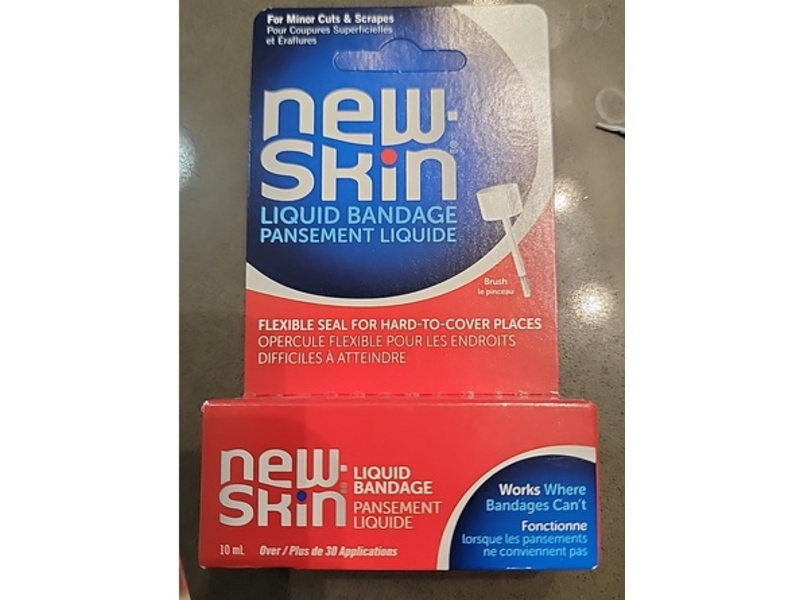 For Minor Cuts & Scrapes
Pour Coupures Superficielles
et Éraflures
new-
skin®
LIQUID BANDAGE
PANSEMENT LIQUIDE
Brush
le pinceau
FLEXIBLE SEAL FOR HARD-TO-COVER PLACES
OPERCULE FLEXIBLE POUR LES ENDROITS
DIFFICILES À ATTEINDRE
new-
skin®
LIQUID
BANDAGE
PANSEMENT
LIQUIDE
10 mL Over/Plus de 30 Applications
Works Where
Bandages Can't
Fonctionne
lorsque les pansements
ne conviennent pas